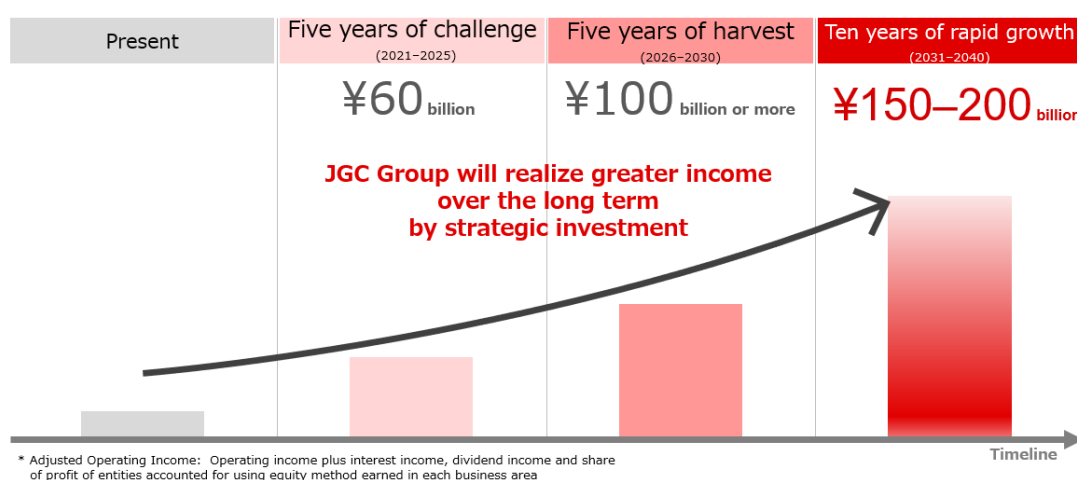 Present
Five years of challenge
(2021–2025)
Five years of harvest
(2026–2030)
Ten years of rapid growth
(2031–2040)
¥60 billion
¥100 billion or more
¥150–200 billion
JGC Group will realize greater income
over the long term
by strategic investment
Timeline
* Adjusted Operating Income: Operating income plus interest income, dividend income and share
of profit of entities accounted for using equity method earned in each business area